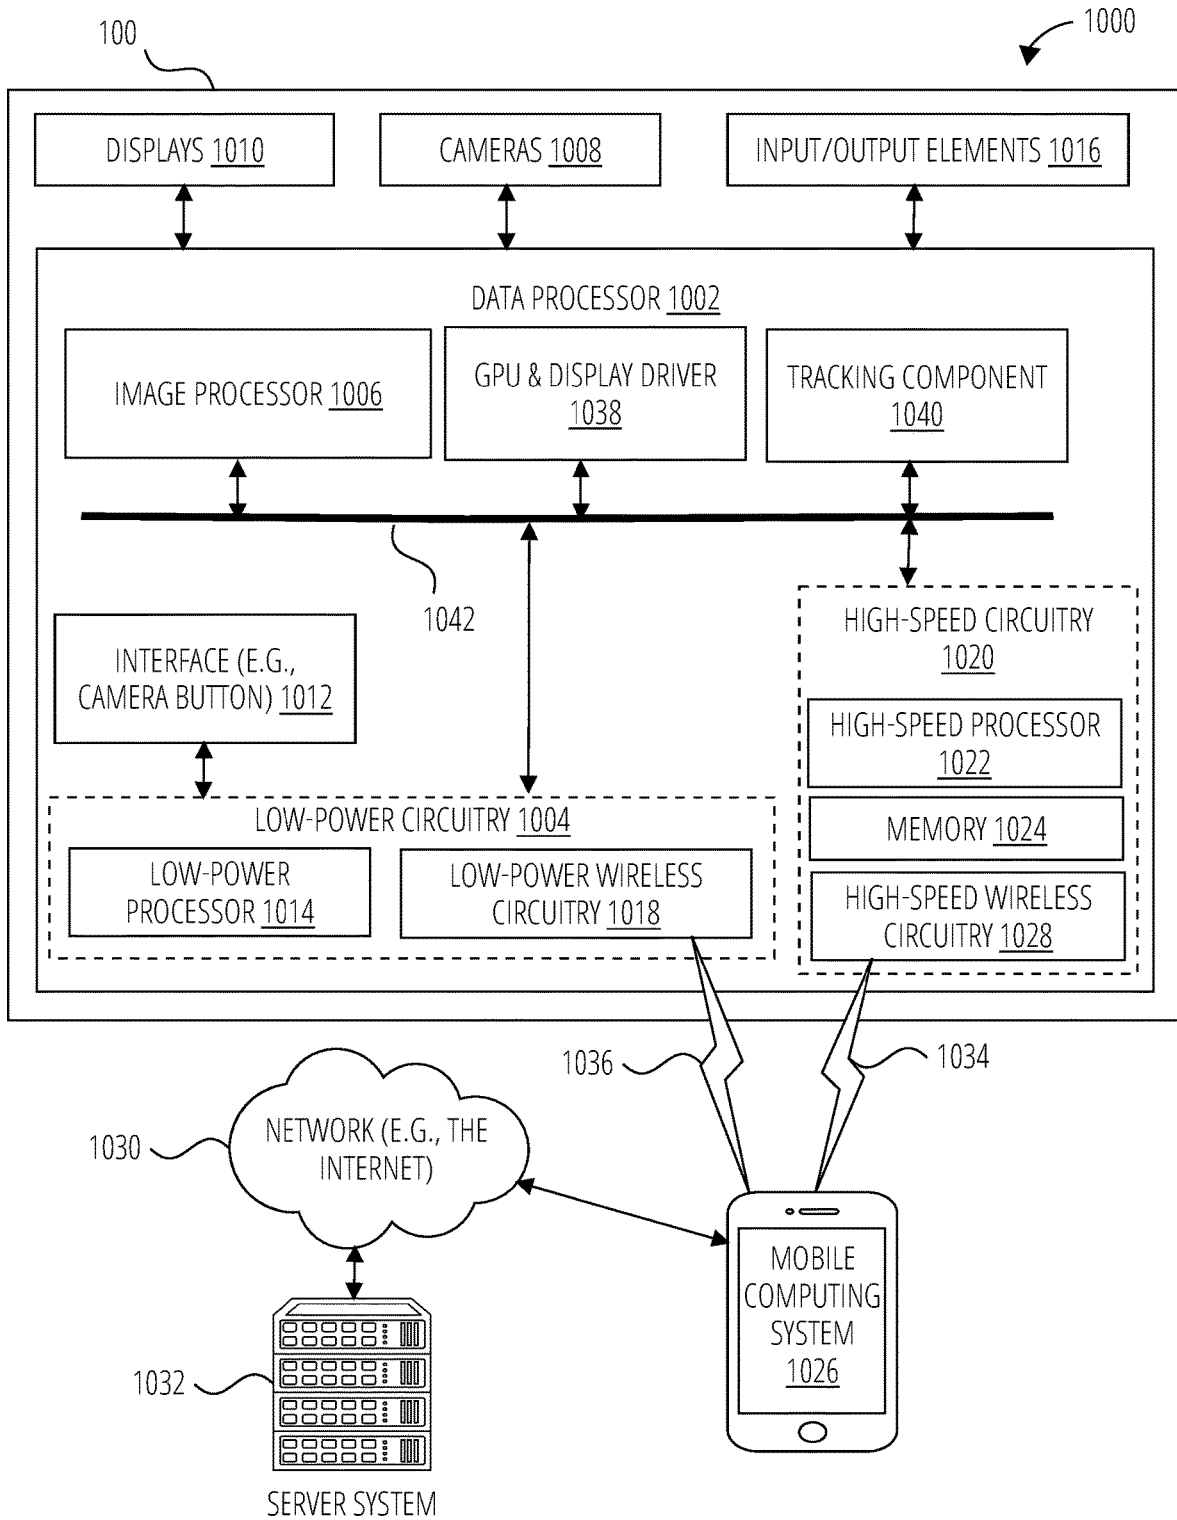 100
1000
DISPLAYS 1010
CAMERAS 1008
INPUT/OUTPUT ELEMENTS 1016
DATA PROCESSOR 1002
IMAGE PROCESSOR 1006
GPU & DISPLAY DRIVER
1038
TRACKING COMPONENT
1040
1042
INTERFACE (E.G.,
CAMERA BUTTON) 1012
HIGH-SPEED CIRCUITRY
1020
HIGH-SPEED PROCESSOR
1022
MEMORY 1024
HIGH-SPEED WIRELESS
CIRCUITRY 1028
LOW-POWER CIRCUITRY 1004
LOW-POWER
PROCESSOR 1014
LOW-POWER WIRELESS
CIRCUITRY 1018
1036
1034
1030
NETWORK (E.G., THE
INTERNET)
MOBILE
COMPUTING
SYSTEM
1026
1032
SERVER SYSTEM